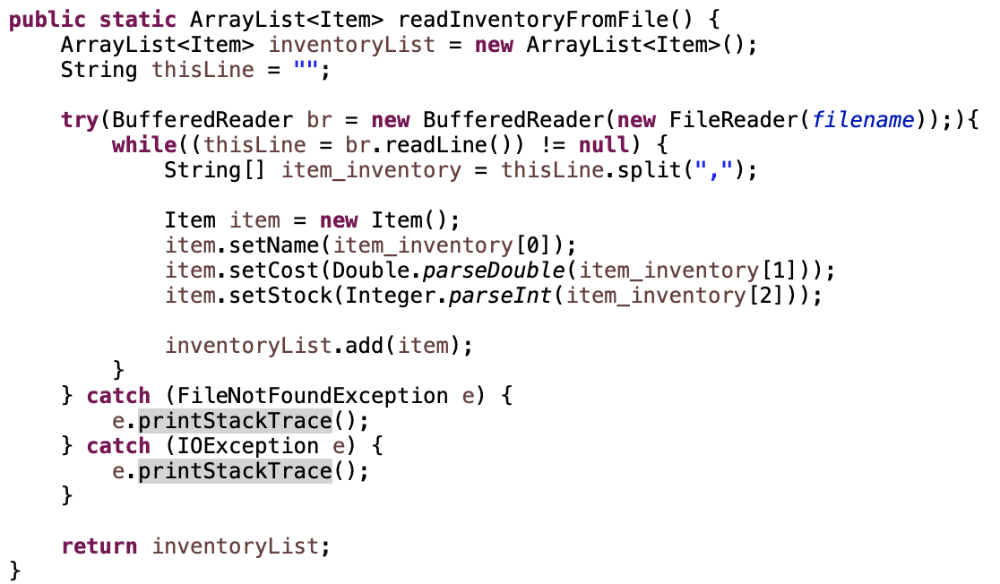 public static ArrayList<Item> readInventoryFromFile() {
    ArrayList<Item> inventoryList = new ArrayList<Item>();
    String thisLine = "";

    try(BufferedReader br = new BufferedReader(new FileReader(filename));){
        while((thisLine = br.readLine()) != null) {
            String[] item_inventory = thisLine.split(",");

            Item item = new Item();
            item.setName(item_inventory[0]);
            item.setCost(Double.parseDouble(item_inventory[1]));
            item.setStock(Integer.parseInt(item_inventory[2]));

            inventoryList.add(item);
        }
    } catch (FileNotFoundException e) {
        e.printStackTrace();
    } catch (IOException e) {
        e.printStackTrace();
    }

    return inventoryList;
}